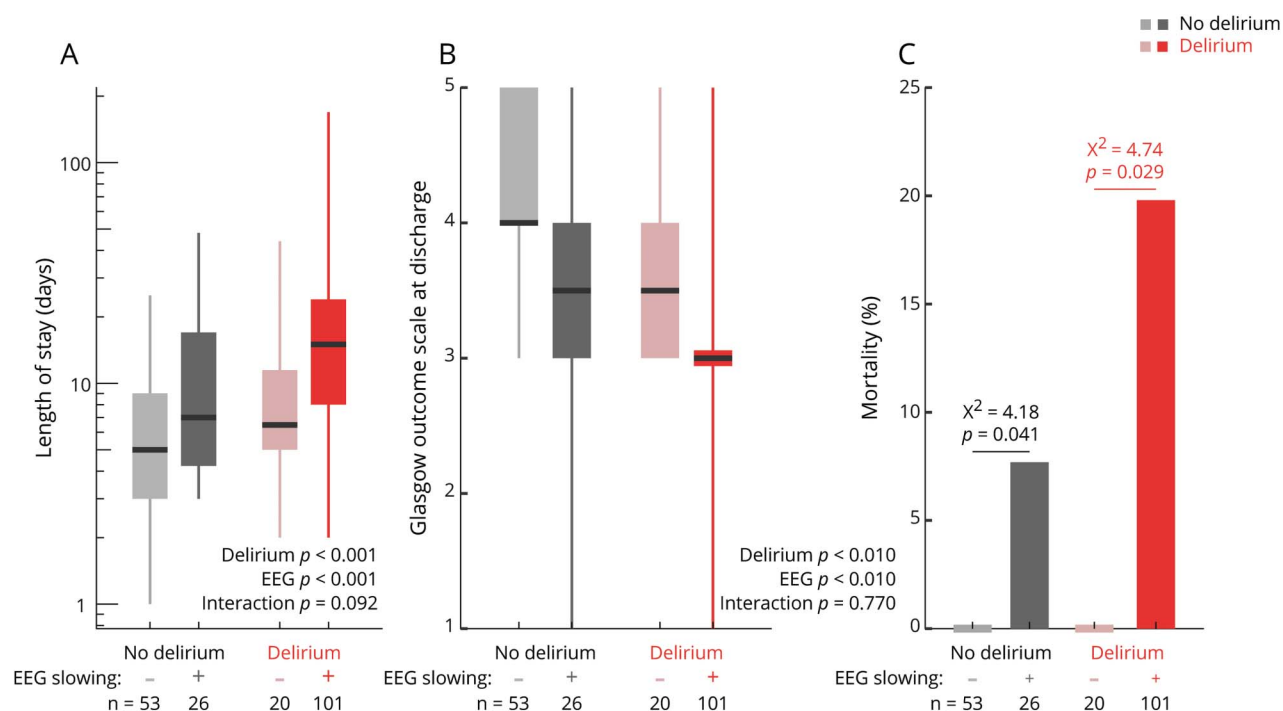 No delirium
Delirium
A
Length of stay (days)
100
10
1
Delirium p < 0.001
EEG p < 0.001
Interaction p = 0.092
No delirium Delirium
EEG slowing: - + - +
n = 53 26 20 101
B
Glasgow outcome scale at discharge
5
4
3
2
1
Delirium p < 0.010
EEG p < 0.010
Interaction p = 0.770
No delirium Delirium
EEG slowing: - + - +
n = 53 26 20 101
C
Mortality (%)
25
20
15
10
5
0
X² = 4.18
p = 0.041
X² = 4.74
p = 0.029
No delirium Delirium
EEG slowing: - + - +
n = 53 26 20 101